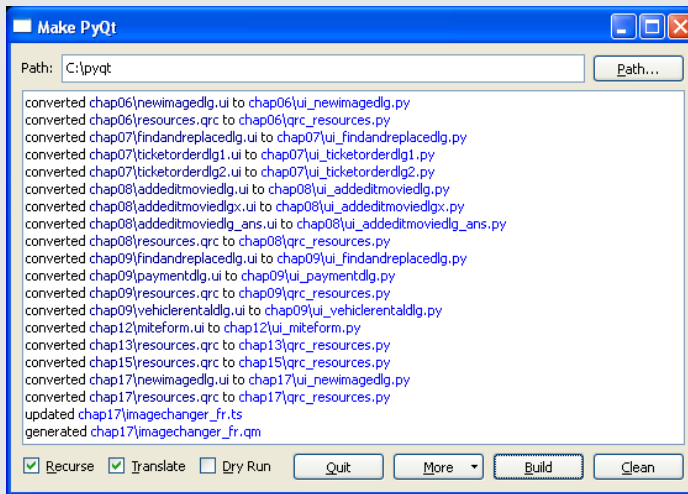 Make PyQt
Path: C:\pyqt Path...
converted chap06\newimagedlg.ui to chap06\ui_newimagedlg.py
converted chap06\resources.qrc to chap06\qrc_resources.py
converted chap07\findandreplacedlg.ui to chap07\ui_findandreplacedlg.py
converted chap07\ticketorderdlg1.ui to chap07\ui_ticketorderdlg1.py
converted chap07\ticketorderdlg2.ui to chap07\ui_ticketorderdlg2.py
converted chap08\addeditmoviedlg.ui to chap08\ui_addeditmoviedlg.py
converted chap08\addeditmoviedlgx.ui to chap08\ui_addeditmoviedlgx.py
converted chap08\addeditmoviedlg_ans.ui to chap08\ui_addeditmoviedlg_ans.py
converted chap08\resources.qrc to chap08\qrc_resources.py
converted chap09\findandreplacedlg.ui to chap09\ui_findandreplacedlg.py
converted chap09\paymentdlg.ui to chap09\ui_paymentdlg.py
converted chap09\resources.qrc to chap09\qrc_resources.py
converted chap09\vehiclerentaldlg.ui to chap09\ui_vehiclerentaldlg.py
converted chap12\miteform.ui to chap12\ui_miteform.py
converted chap13\resources.qrc to chap13\qrc_resources.py
converted chap15\resources.qrc to chap15\qrc_resources.py
converted chap17\newimagedlg.ui to chap17\ui_newimagedlg.py
converted chap17\resources.qrc to chap17\qrc_resources.py
updated chap17\imagechanger_fr.ts
generated chap17\imagechanger_fr.qm
Recurse Translate Dry Run Quit More Build Clean